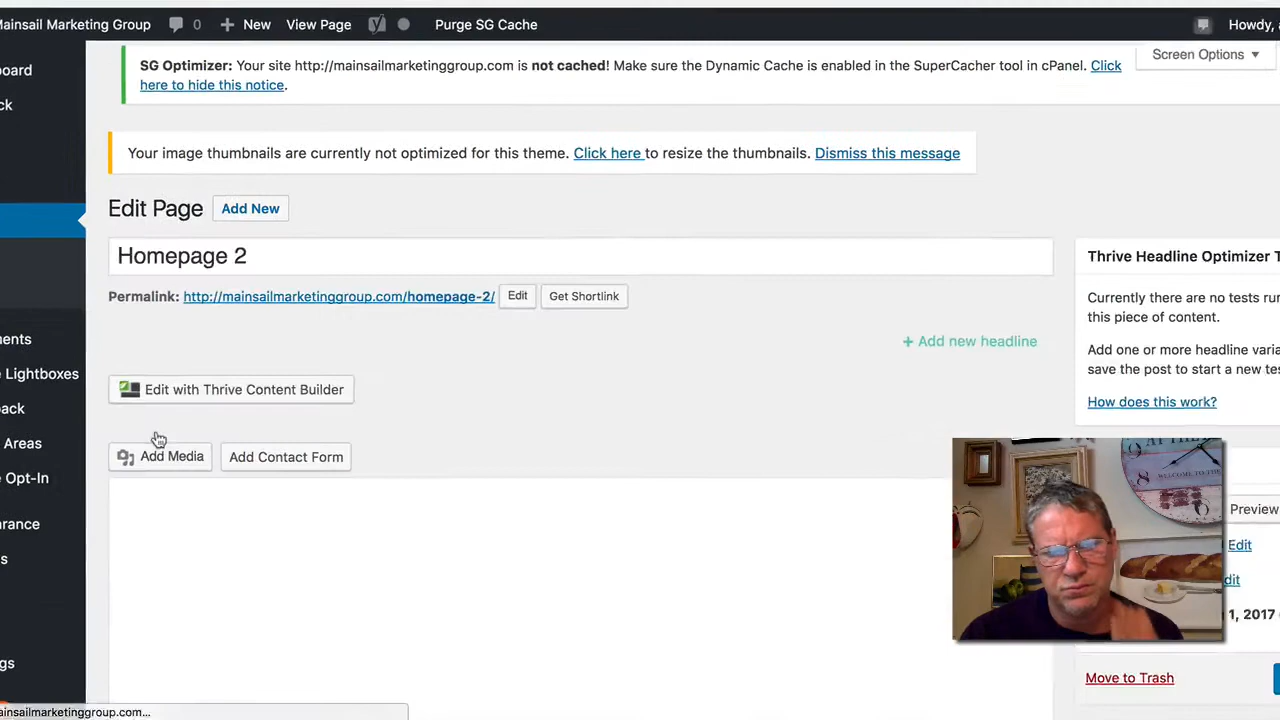 Mainsail Marketing Group 0 New View Page Purge SG Cache Howdy, a
SG Optimizer: Your site http://mainsailmarketinggroup.com is not cached! Make sure the Dynamic Cache is enabled in the SuperCacher tool in cPanel. Click
here to hide this notice.
Screen Options
Your image thumbnails are currently not optimized for this theme. Click here to resize the thumbnails. Dismiss this message
Edit Page Add New
Homepage 2
Permalink: http://mainsailmarketinggroup.com/homepage-2/ Edit Get Shortlink
+ Add new headline
Edit with Thrive Content Builder
Add Media Add Contact Form
oard
ck
ments
e Lightboxes
back
Areas
e Opt-In
arance
s
gs
Thrive Headline Optimizer T
Currently there are no tests run
this piece of content.
Add one or more headline varia
save the post to start a new tes
How does this work?
Preview
Edit
dit
1, 2017
Move to Trash
ainsailmarketinggroup.com...